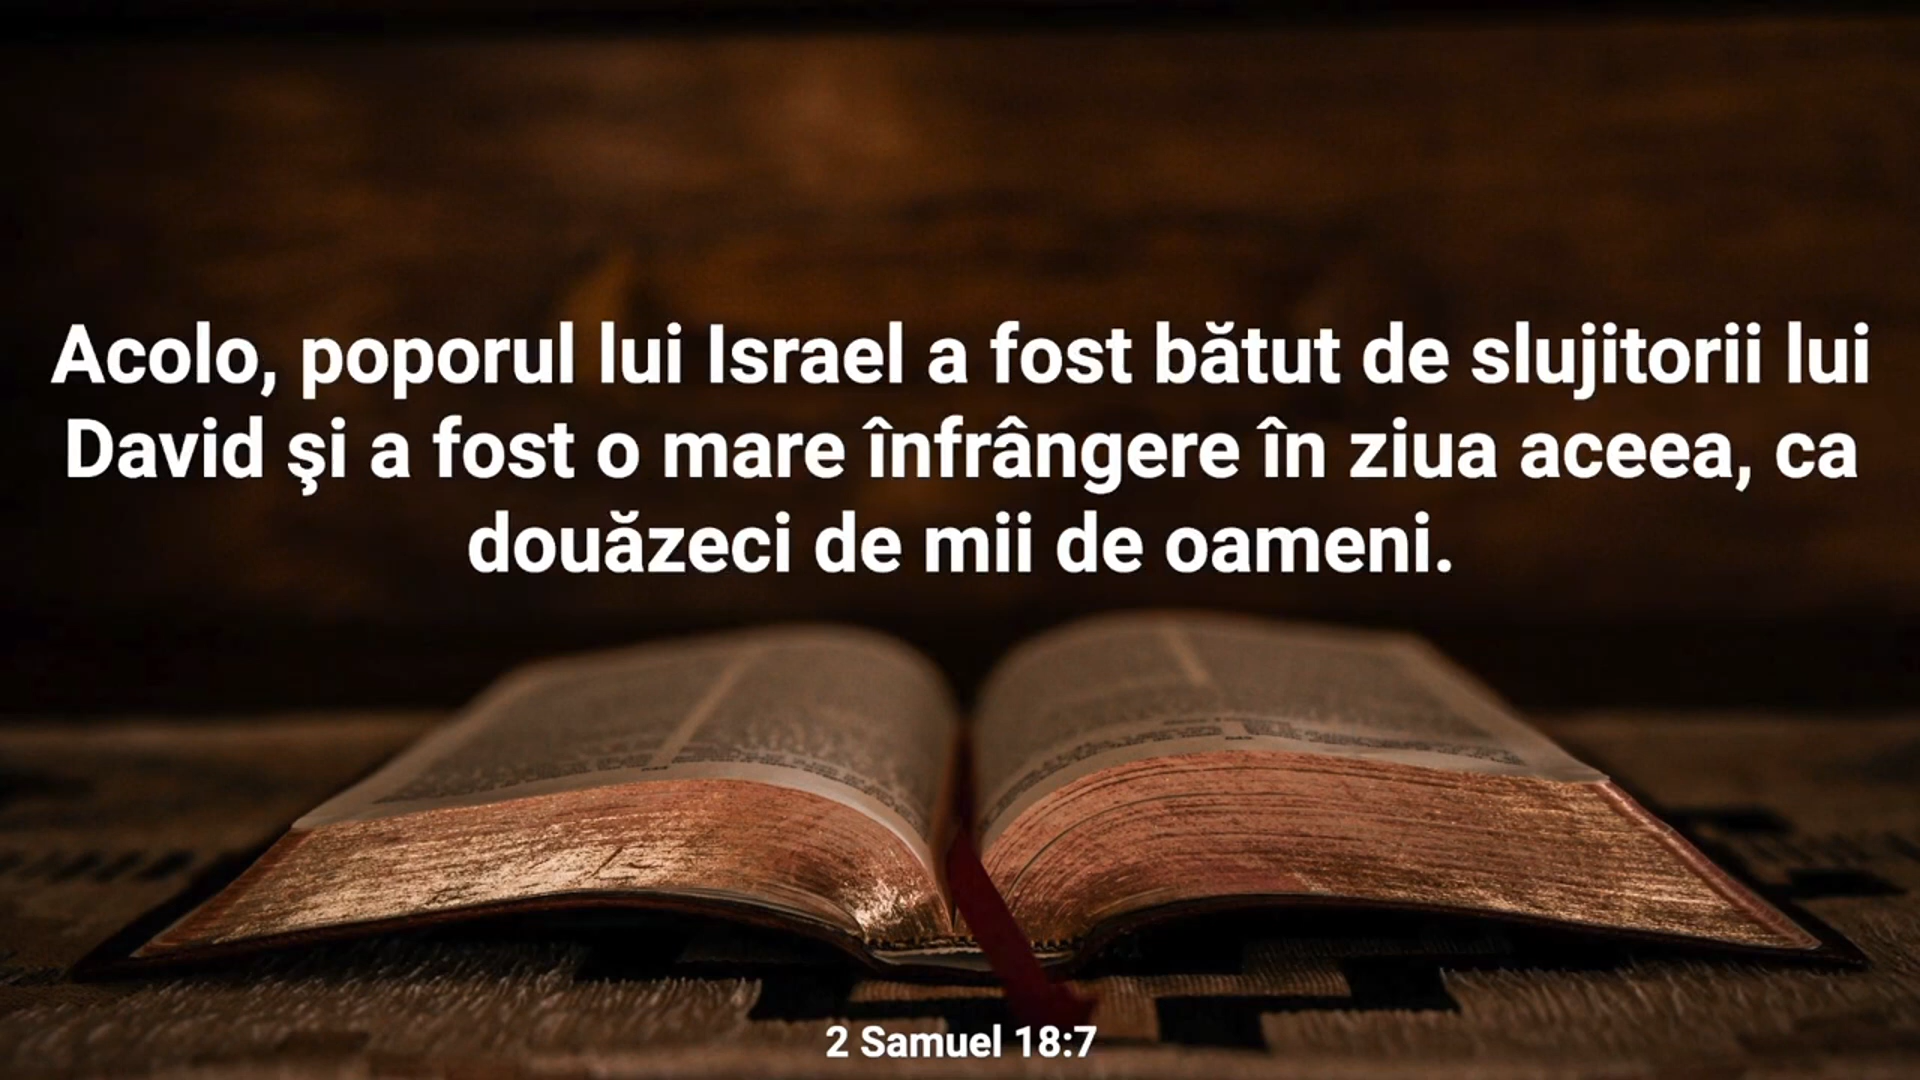 Acolo, poporul lui Israel a fost bătut de slujitorii lui
David şi a fost o mare înfrângere în ziua aceea, ca
douăzeci de mii de oameni.
2 Samuel 18:7